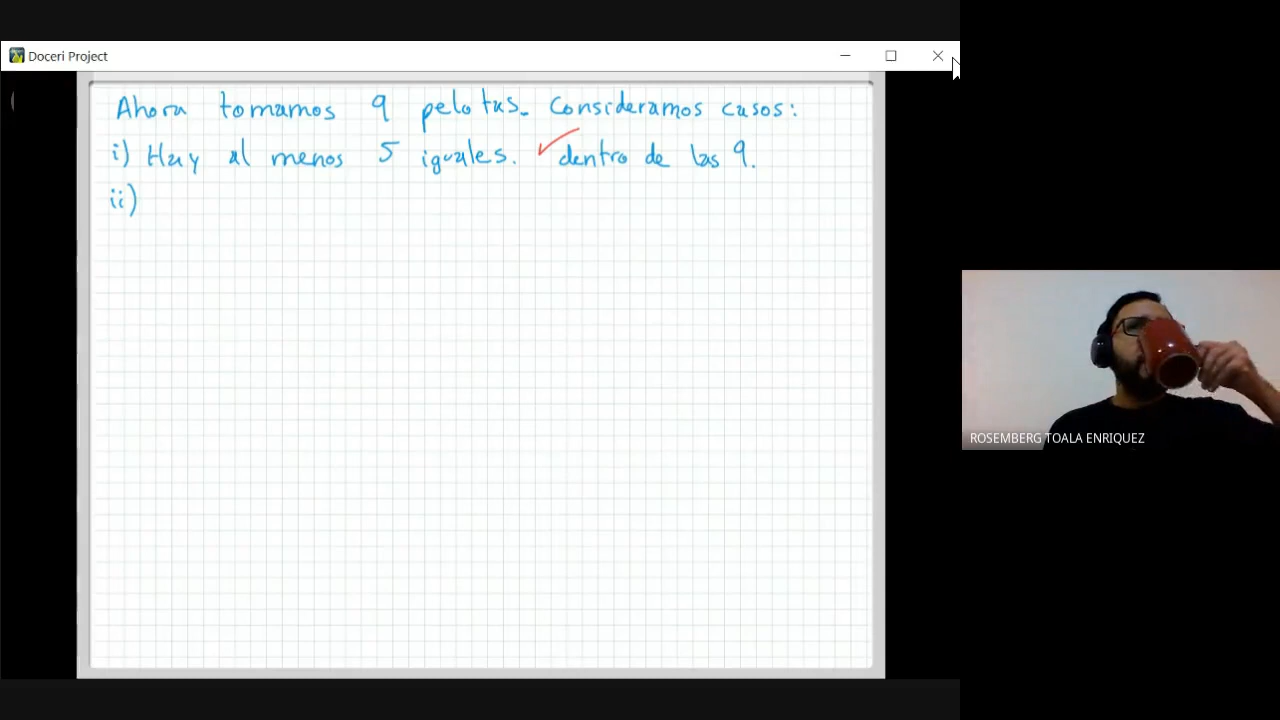 Doceri Project
Ahora tomamos 9 pelotas. Consideramos casos:
i) Hay al menos 5 iguales. dentro de las 9.
ii)
ROSEMBERG TOALA ENRIQUEZ